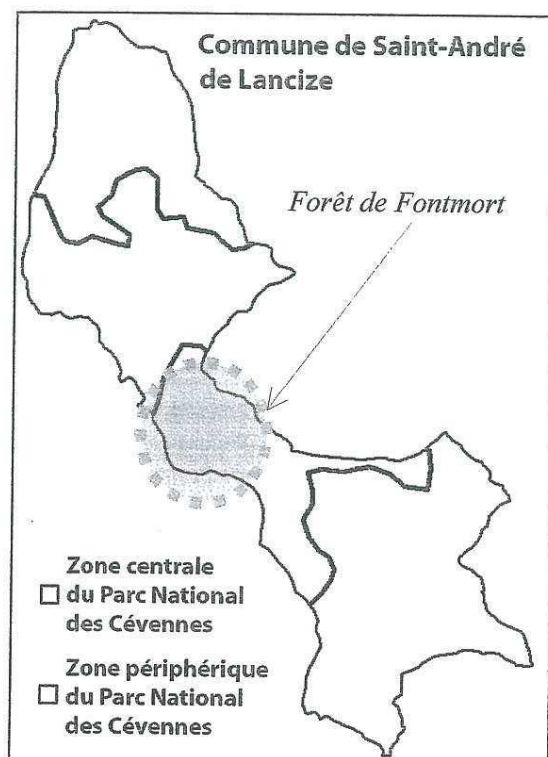 Commune de Saint-André
de Lancize
Forêt de Fontmort
Zone centrale
du Parc National
des Cévennes
Zone périphérique
du Parc National
des Cévennes